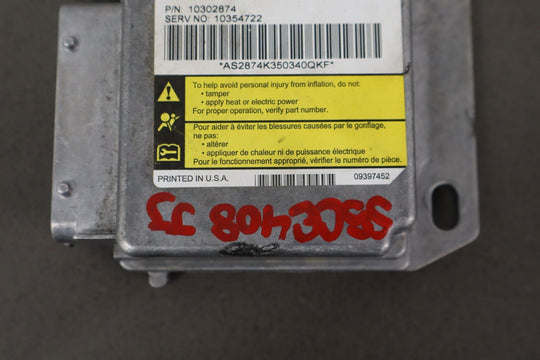 P/N: 10302874
SERV NO: 10354722
*AS2874K350340QKF*
To help avoid personal injury from inflation, do not:
• tamper
• apply heat or electric power
For proper operation, verify part number.
Pour aider à éviter les blessures causées par le gonflage,
ne pas:
• altérer
• appliquer de chaleur ni de puissance électrique
Pour le fonctionnement approprié, vérifier le numéro de pièce.
PRINTED IN U.S.A. 09397452